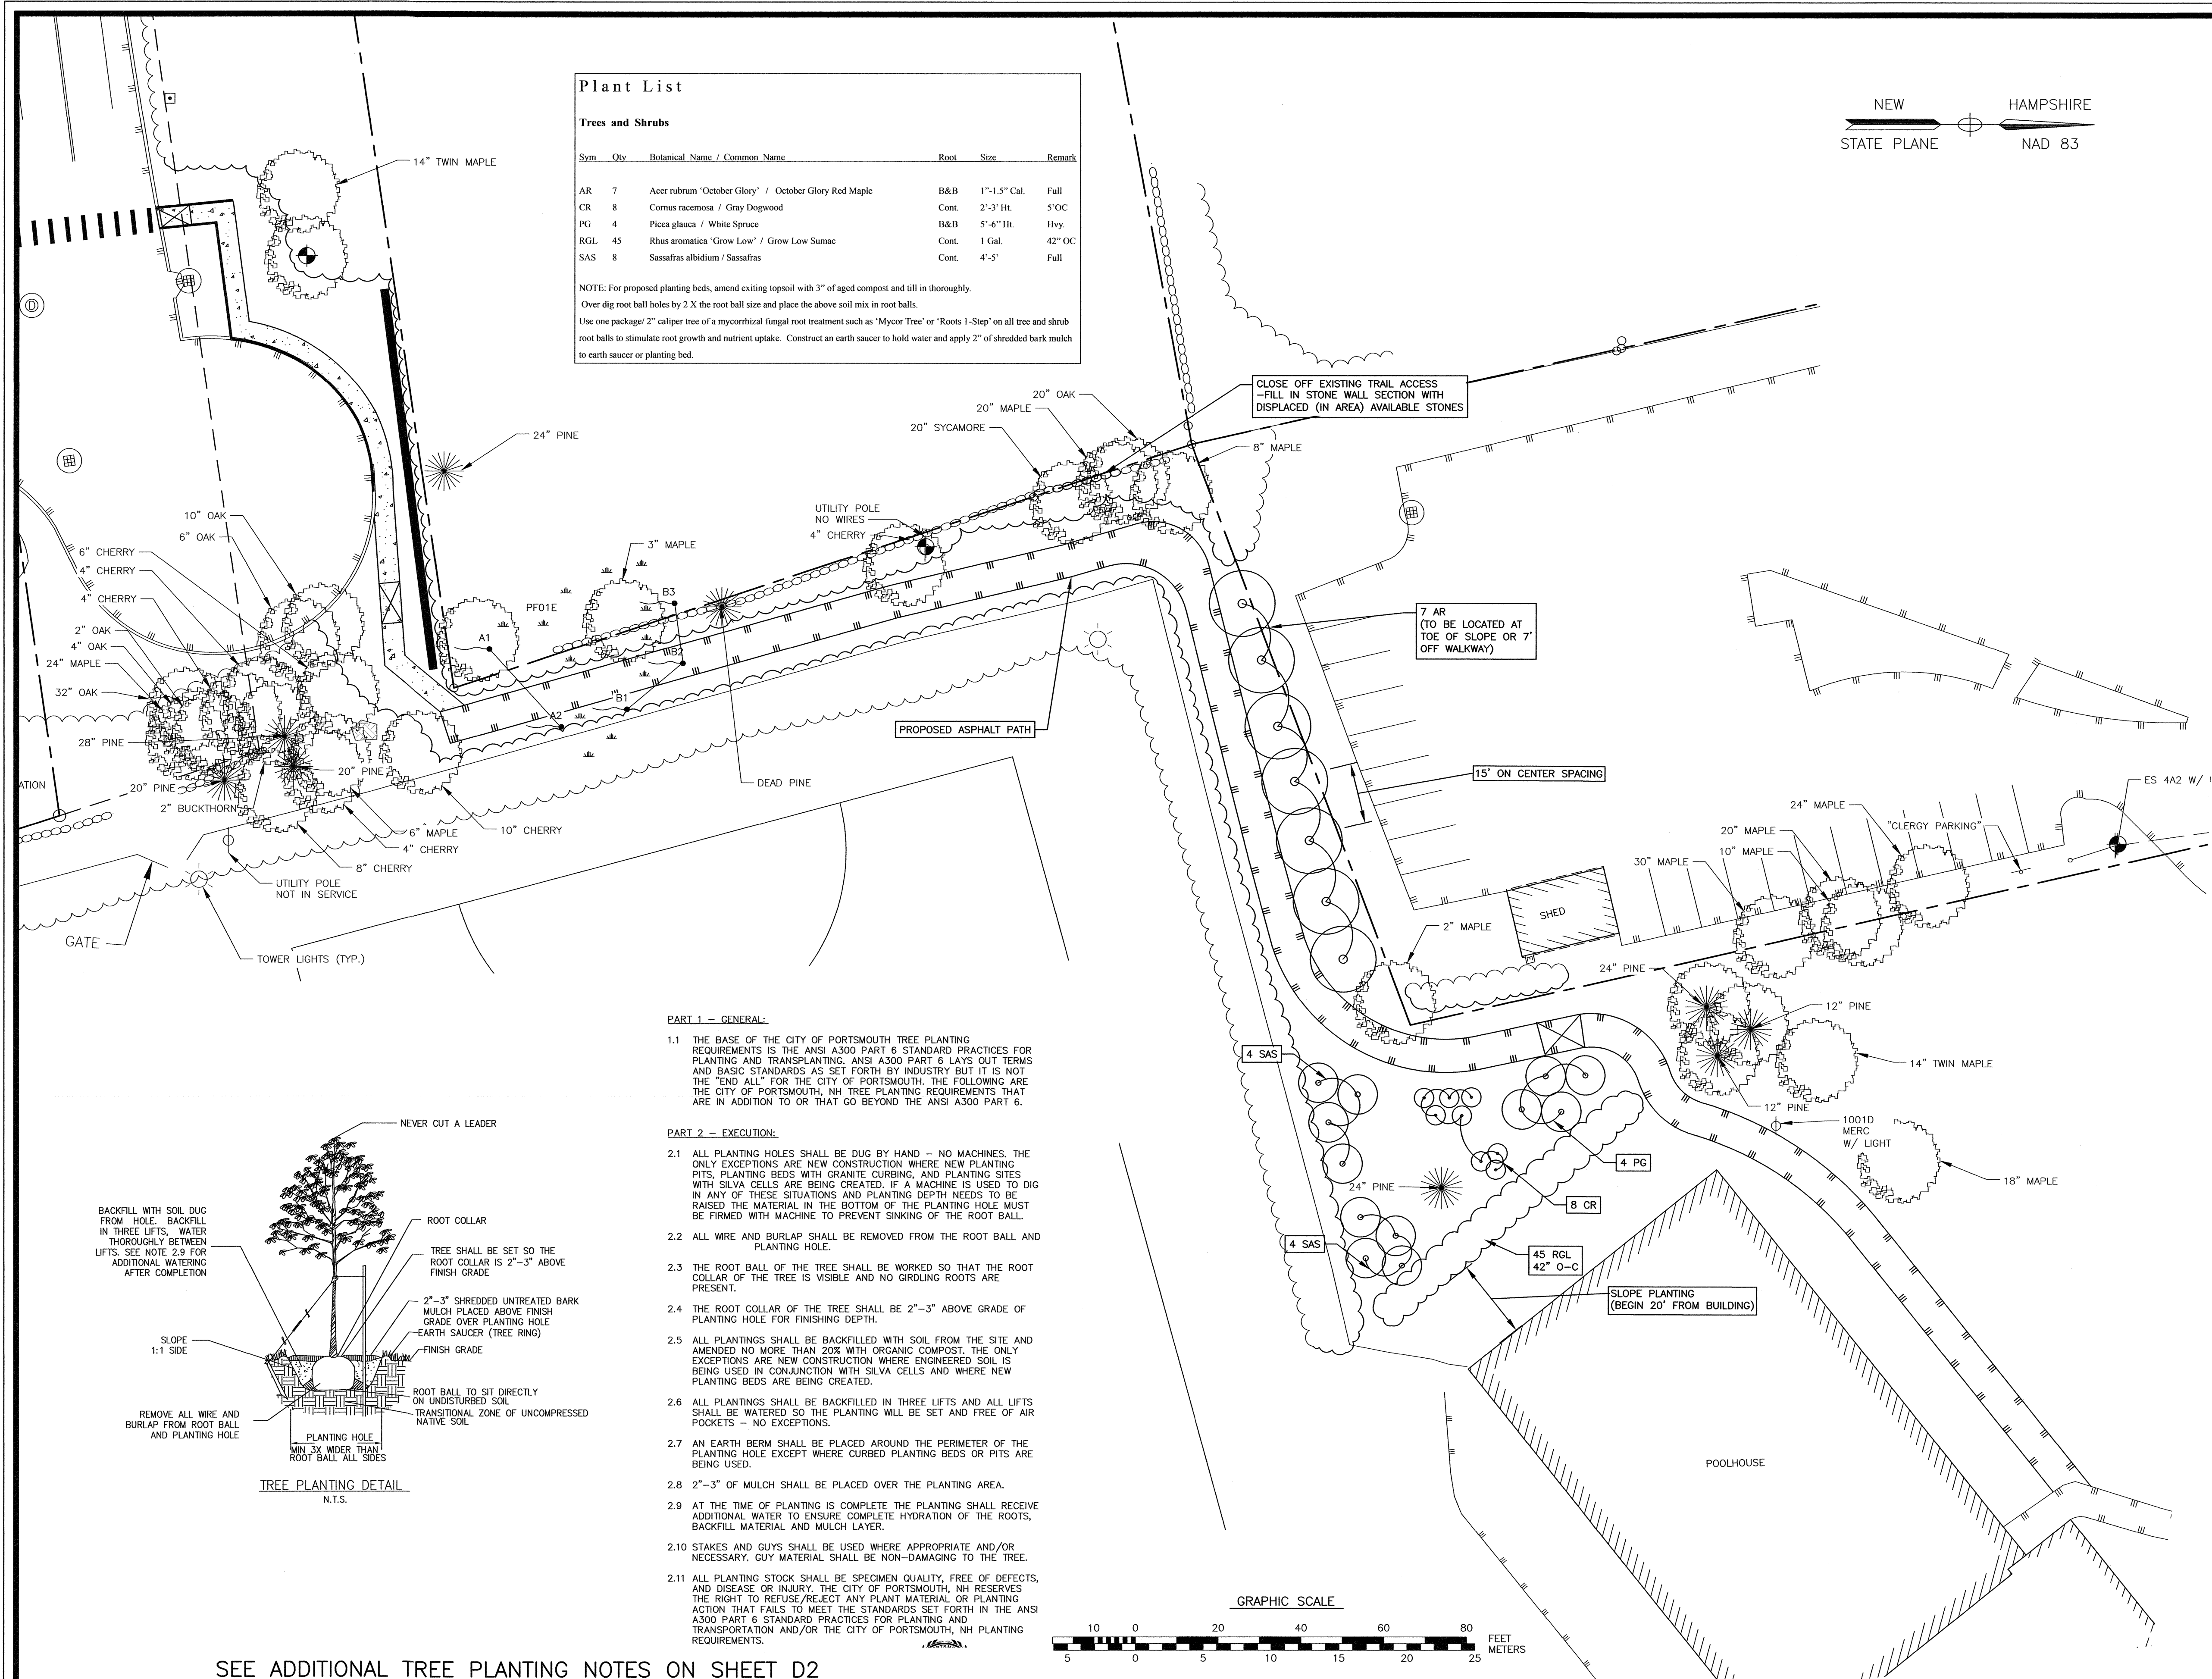 Plant List
Trees and Shrubs
Sym Qty Botanical Name / Common Name Root Size Remark
AR 7 Acer rubrum 'October Glory' / October Glory Red Maple B&B 1"-1.5" Cal. Full
CR 8 Cornus racemosa / Gray Dogwood Cont. 2'-3' Ht. 5'OC
PG 4 Picea glauca / White Spruce B&B 5'-6" Ht. Hvy.
RGL 45 Rhus aromatica 'Grow Low' / Grow Low Sumac Cont. 1 Gal. 42" OC
SAS 8 Sassafras albidium / Sassafras Cont. 4'-5' Full
NOTE: For proposed planting beds, amend exiting topsoil with 3" of aged compost and till in thoroughly.
Over dig root ball holes by 2 X the root ball size and place the above soil mix in root balls.
Use one package/ 2" caliper tree of a mycorrhizal fungal root treatment such as 'Mycor Tree' or 'Roots 1-Step' on all tree and shrub
root balls to stimulate root growth and nutrient uptake. Construct an earth saucer to hold water and apply 2" of shredded bark mulch
to earth saucer or planting bed.
NEW HAMPSHIRE
STATE PLANE NAD 83
14" TWIN MAPLE
D
24" PINE
CLOSE OFF EXISTING TRAIL ACCESS
-FILL IN STONE WALL SECTION WITH
DISPLACED (IN AREA) AVAILABLE STONES
20" OAK
20" MAPLE
20" SYCAMORE
8" MAPLE
UTILITY POLE
NO WIRES
4" CHERRY
3" MAPLE
10" OAK
6" OAK
6" CHERRY
4" CHERRY
4" CHERRY
2" OAK
4" OAK
24" MAPLE
32" OAK
28" PINE
20" PINE
20" PINE
2" BUCKTHORN
6" MAPLE
4" CHERRY
8" CHERRY
10" CHERRY
PF01E
A1
A2
B1
B2
B3
DEAD PINE
PROPOSED ASPHALT PATH
ATION
UTILITY POLE
NOT IN SERVICE
GATE
TOWER LIGHTS (TYP.)
7 AR
(TO BE LOCATED AT
TOE OF SLOPE OR 7'
OFF WALKWAY)
15' ON CENTER SPACING
ES 4A2 W/
24" MAPLE
"CLERGY PARKING"
20" MAPLE
10" MAPLE
30" MAPLE
SHED
2" MAPLE
24" PINE
12" PINE
14" TWIN MAPLE
12" PINE
1001D
MERC
W/ LIGHT
18" MAPLE
4 SAS
4 PG
24" PINE
8 CR
4 SAS
45 RGL
42" O-C
SLOPE PLANTING
(BEGIN 20' FROM BUILDING)
POOLHOUSE
PART 1 - GENERAL:
1.1 THE BASE OF THE CITY OF PORTSMOUTH TREE PLANTING
REQUIREMENTS IS THE ANSI A300 PART 6 STANDARD PRACTICES FOR
PLANTING AND TRANSPLANTING. ANSI A300 PART 6 LAYS OUT TERMS
AND BASIC STANDARDS AS SET FORTH BY INDUSTRY BUT IT IS NOT
THE "END ALL" FOR THE CITY OF PORTSMOUTH. THE FOLLOWING ARE
THE CITY OF PORTSMOUTH, NH TREE PLANTING REQUIREMENTS THAT
ARE IN ADDITION TO OR THAT GO BEYOND THE ANSI A300 PART 6.
PART 2 - EXECUTION:
2.1 ALL PLANTING HOLES SHALL BE DUG BY HAND - NO MACHINES. THE
ONLY EXCEPTIONS ARE NEW CONSTRUCTION WHERE NEW PLANTING
PITS, PLANTING BEDS WITH GRANITE CURBING, AND PLANTING SITES
WITH SILVA CELLS ARE BEING CREATED. IF A MACHINE IS USED TO DIG
IN ANY OF THESE SITUATIONS AND PLANTING DEPTH NEEDS TO BE
RAISED THE MATERIAL IN THE BOTTOM OF THE PLANTING HOLE MUST
BE FIRMED WITH MACHINE TO PREVENT SINKING OF THE ROOT BALL.
2.2 ALL WIRE AND BURLAP SHALL BE REMOVED FROM THE ROOT BALL AND
PLANTING HOLE.
2.3 THE ROOT BALL OF THE TREE SHALL BE WORKED SO THAT THE ROOT
COLLAR OF THE TREE IS VISIBLE AND NO GIRDLING ROOTS ARE
PRESENT.
2.4 THE ROOT COLLAR OF THE TREE SHALL BE 2"-3" ABOVE GRADE OF
PLANTING HOLE FOR FINISHING DEPTH.
2.5 ALL PLANTINGS SHALL BE BACKFILLED WITH SOIL FROM THE SITE AND
AMENDED NO MORE THAN 20% WITH ORGANIC COMPOST. THE ONLY
EXCEPTIONS ARE NEW CONSTRUCTION WHERE ENGINEERED SOIL IS
BEING USED IN CONJUNCTION WITH SILVA CELLS AND WHERE NEW
PLANTING BEDS ARE BEING CREATED.
2.6 ALL PLANTINGS SHALL BE BACKFILLED IN THREE LIFTS AND ALL LIFTS
SHALL BE WATERED SO THE PLANTING WILL BE SET AND FREE OF AIR
POCKETS - NO EXCEPTIONS.
2.7 AN EARTH BERM SHALL BE PLACED AROUND THE PERIMETER OF THE
PLANTING HOLE EXCEPT WHERE CURBED PLANTING BEDS OR PITS ARE
BEING USED.
2.8 2"-3" OF MULCH SHALL BE PLACED OVER THE PLANTING AREA.
2.9 AT THE TIME OF PLANTING IS COMPLETE THE PLANTING SHALL RECEIVE
ADDITIONAL WATER TO ENSURE COMPLETE HYDRATION OF THE ROOTS,
BACKFILL MATERIAL AND MULCH LAYER.
2.10 STAKES AND GUYS SHALL BE USED WHERE APPROPRIATE AND/OR
NECESSARY. GUY MATERIAL SHALL BE NON-DAMAGING TO THE TREE.
2.11 ALL PLANTING STOCK SHALL BE SPECIMEN QUALITY, FREE OF DEFECTS,
AND DISEASE OR INJURY. THE CITY OF PORTSMOUTH, NH RESERVES
THE RIGHT TO REFUSE/REJECT ANY PLANT MATERIAL OR PLANTING
ACTION THAT FAILS TO MEET THE STANDARDS SET FORTH IN THE ANSI
A300 PART 6 STANDARD PRACTICES FOR PLANTING AND
TRANSPORTATION AND/OR THE CITY OF PORTSMOUTH, NH PLANTING
REQUIREMENTS.
NEVER CUT A LEADER
BACKFILL WITH SOIL DUG
FROM HOLE. BACKFILL
IN THREE LIFTS, WATER
THOROUGHLY BETWEEN
LIFTS. SEE NOTE 2.9 FOR
ADDITIONAL WATERING
AFTER COMPLETION
ROOT COLLAR
TREE SHALL BE SET SO THE
ROOT COLLAR IS 2"-3" ABOVE
FINISH GRADE
2"-3" SHREDDED UNTREATED BARK
MULCH PLACED ABOVE FINISH
GRADE OVER PLANTING HOLE
EARTH SAUCER (TREE RING)
FINISH GRADE
SLOPE
1:1 SIDE
ROOT BALL TO SIT DIRECTLY
ON UNDISTURBED SOIL
TRANSITIONAL ZONE OF UNCOMPRESSED
NATIVE SOIL
REMOVE ALL WIRE AND
BURLAP FROM ROOT BALL
AND PLANTING HOLE
PLANTING HOLE
MIN 3X WIDER THAN
ROOT BALL ALL SIDES
TREE PLANTING DETAIL
N.T.S.
GRAPHIC SCALE
10 0 20 40 60 80 FEET
5 0 5 10 15 20 25 METERS
SEE ADDITIONAL TREE PLANTING NOTES ON SHEET D2